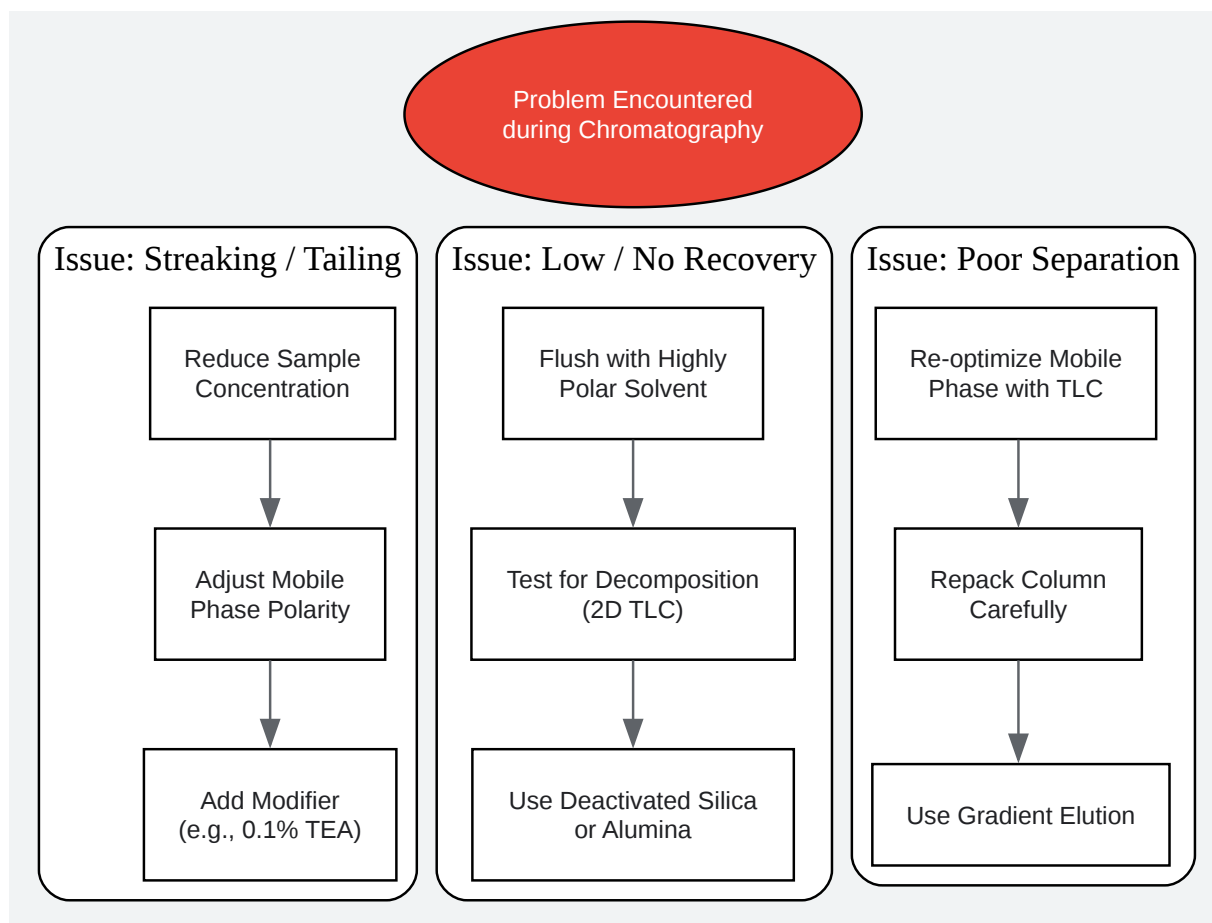 Problem Encountered
during Chromatography
Issue: Streaking / Tailing
Reduce Sample
Concentration
Adjust Mobile
Phase Polarity
Add Modifier
(e.g., 0.1% TEA)
Issue: Low / No Recovery
Flush with Highly
Polar Solvent
Test for Decomposition
(2D TLC)
Use Deactivated Silica
or Alumina
Issue: Poor Separation
Re-optimize Mobile
Phase with TLC
Repack Column
Carefully
Use Gradient Elution